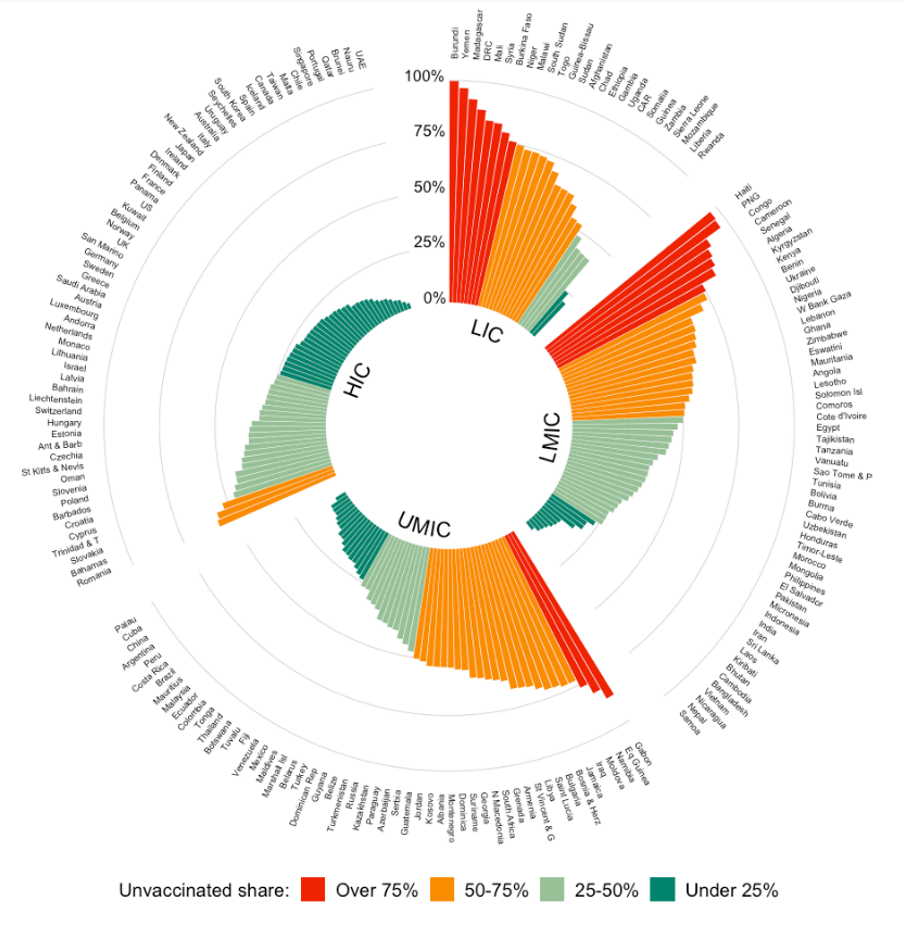 100%
75%
50%
25%
0%
LIC
LMIC
UMIC
HIC
Burundi
Yemen
Madagascar
DRC
Mali
Syria
Burkina Faso
Niger
Malawi
South Sudan
Togo
Guinea-Bissau
Sudan
Afghanistan
Chad
Ethiopia
Gambia
Uganda
CAR
Somalia
Guinea
Zambia
Sierra Leone
Mozambique
Liberia
Rwanda
Haiti
PNG
Congo
Cameroon
Senegal
Algeria
Kyrgyzstan
Kenya
Benin
Ukraine
Djibouti
Nigeria
W Bank Gaza
Lebanon
Ghana
Zimbabwe
Eswatini
Mauritania
Angola
Lesotho
Solomon Isl
Comoros
Cote d'Ivoire
Egypt
Tajikistan
Tanzania
Vanuatu
Sao Tome & P
Tunisia
Bolivia
Burma
Cabo Verde
Uzbekistan
Honduras
Timor-Leste
Morocco
Mongolia
Philippines
El Salvador
Pakistan
Micronesia
Indonesia
India
Iran
Sri Lanka
Laos
Kiribati
Bhutan
Cambodia
Bangladesh
Vietnam
Nicaragua
Nepal
Samoa
Gabon
Eq Guinea
Namibia
Moldova
Iraq
Jamaica
Bosnia & Herz
Bulgaria
Saint Lucia
Libya
St Vincent & G
Armenia
Grenada
South Africa
N Macedonia
Georgia
Suriname
Dominica
Montenegro
Albania
Kosovo
Jordan
Guatemala
Serbia
Azerbaijan
Paraguay
Kazakhstan
Russia
Turkmenistan
Belize
Guyana
Dominican Rep
Turkey
Belarus
Marshall Isl
Maldives
Mexico
Venezuela
Fiji
Tuvalu
Botswana
Thailand
Tonga
Colombia
Ecuador
Malaysia
Mauritius
Brazil
Costa Rica
Peru
Argentina
China
Cuba
Palau
Romania
Bahamas
Slovakia
Trinidad & T
Cyprus
Croatia
Barbados
Poland
Slovenia
Oman
St Kitts & Nevis
Czechia
Ant & Barb
Estonia
Hungary
Switzerland
Liechtenstein
Bahrain
Latvia
Israel
Lithuania
Monaco
Netherlands
Andorra
Luxembourg
Austria
Saudi Arabia
Greece
Sweden
Germany
San Marino
UK
Norway
Belgium
Kuwait
US
Panama
France
Finland
Denmark
Ireland
Japan
New Zealand
Italy
Australia
Uruguay
Seychelles
South Korea
Spain
Iceland
Canada
Taiwan
Malta
Chile
Singapore
Portugal
Qatar
Brunei
Nauru
UAE
Unvaccinated share: Over 75% 50-75% 25-50% Under 25%